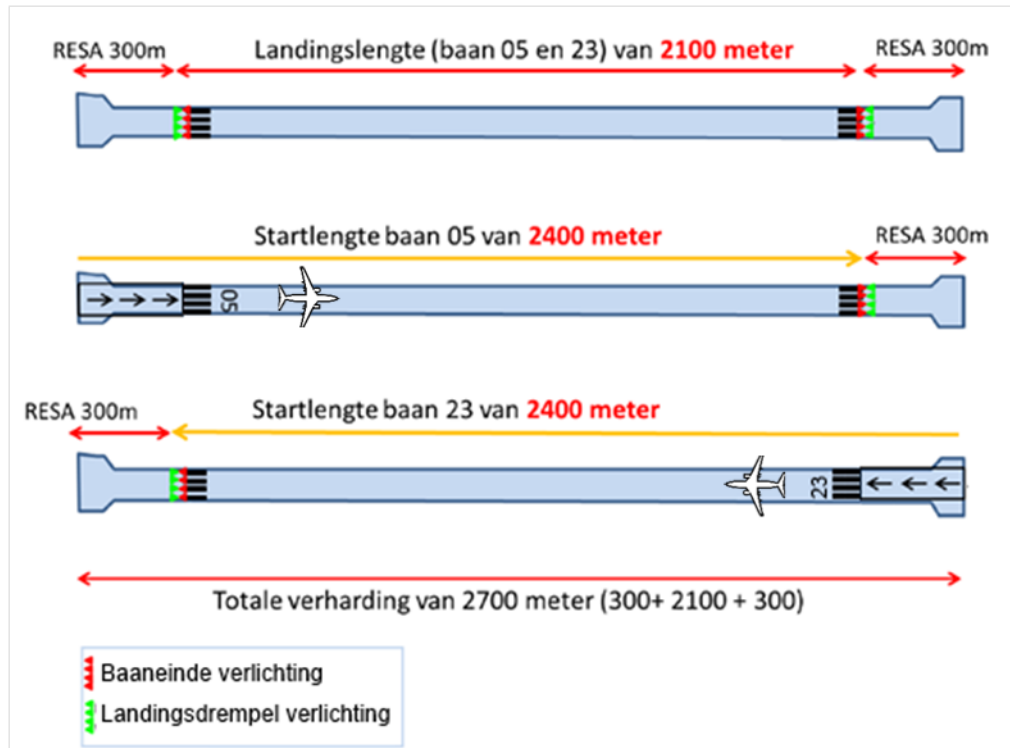 RESA 300m
Landingslengte (baan 05 en 23) van 2100 meter
RESA 300m
Startlengte baan 05 van 2400 meter
RESA 300m
05
RESA 300m
Startlengte baan 23 van 2400 meter
23
Totale verharding van 2700 meter (300+ 2100 + 300)
Baaneinde verlichting
Landingsdrempel verlichting